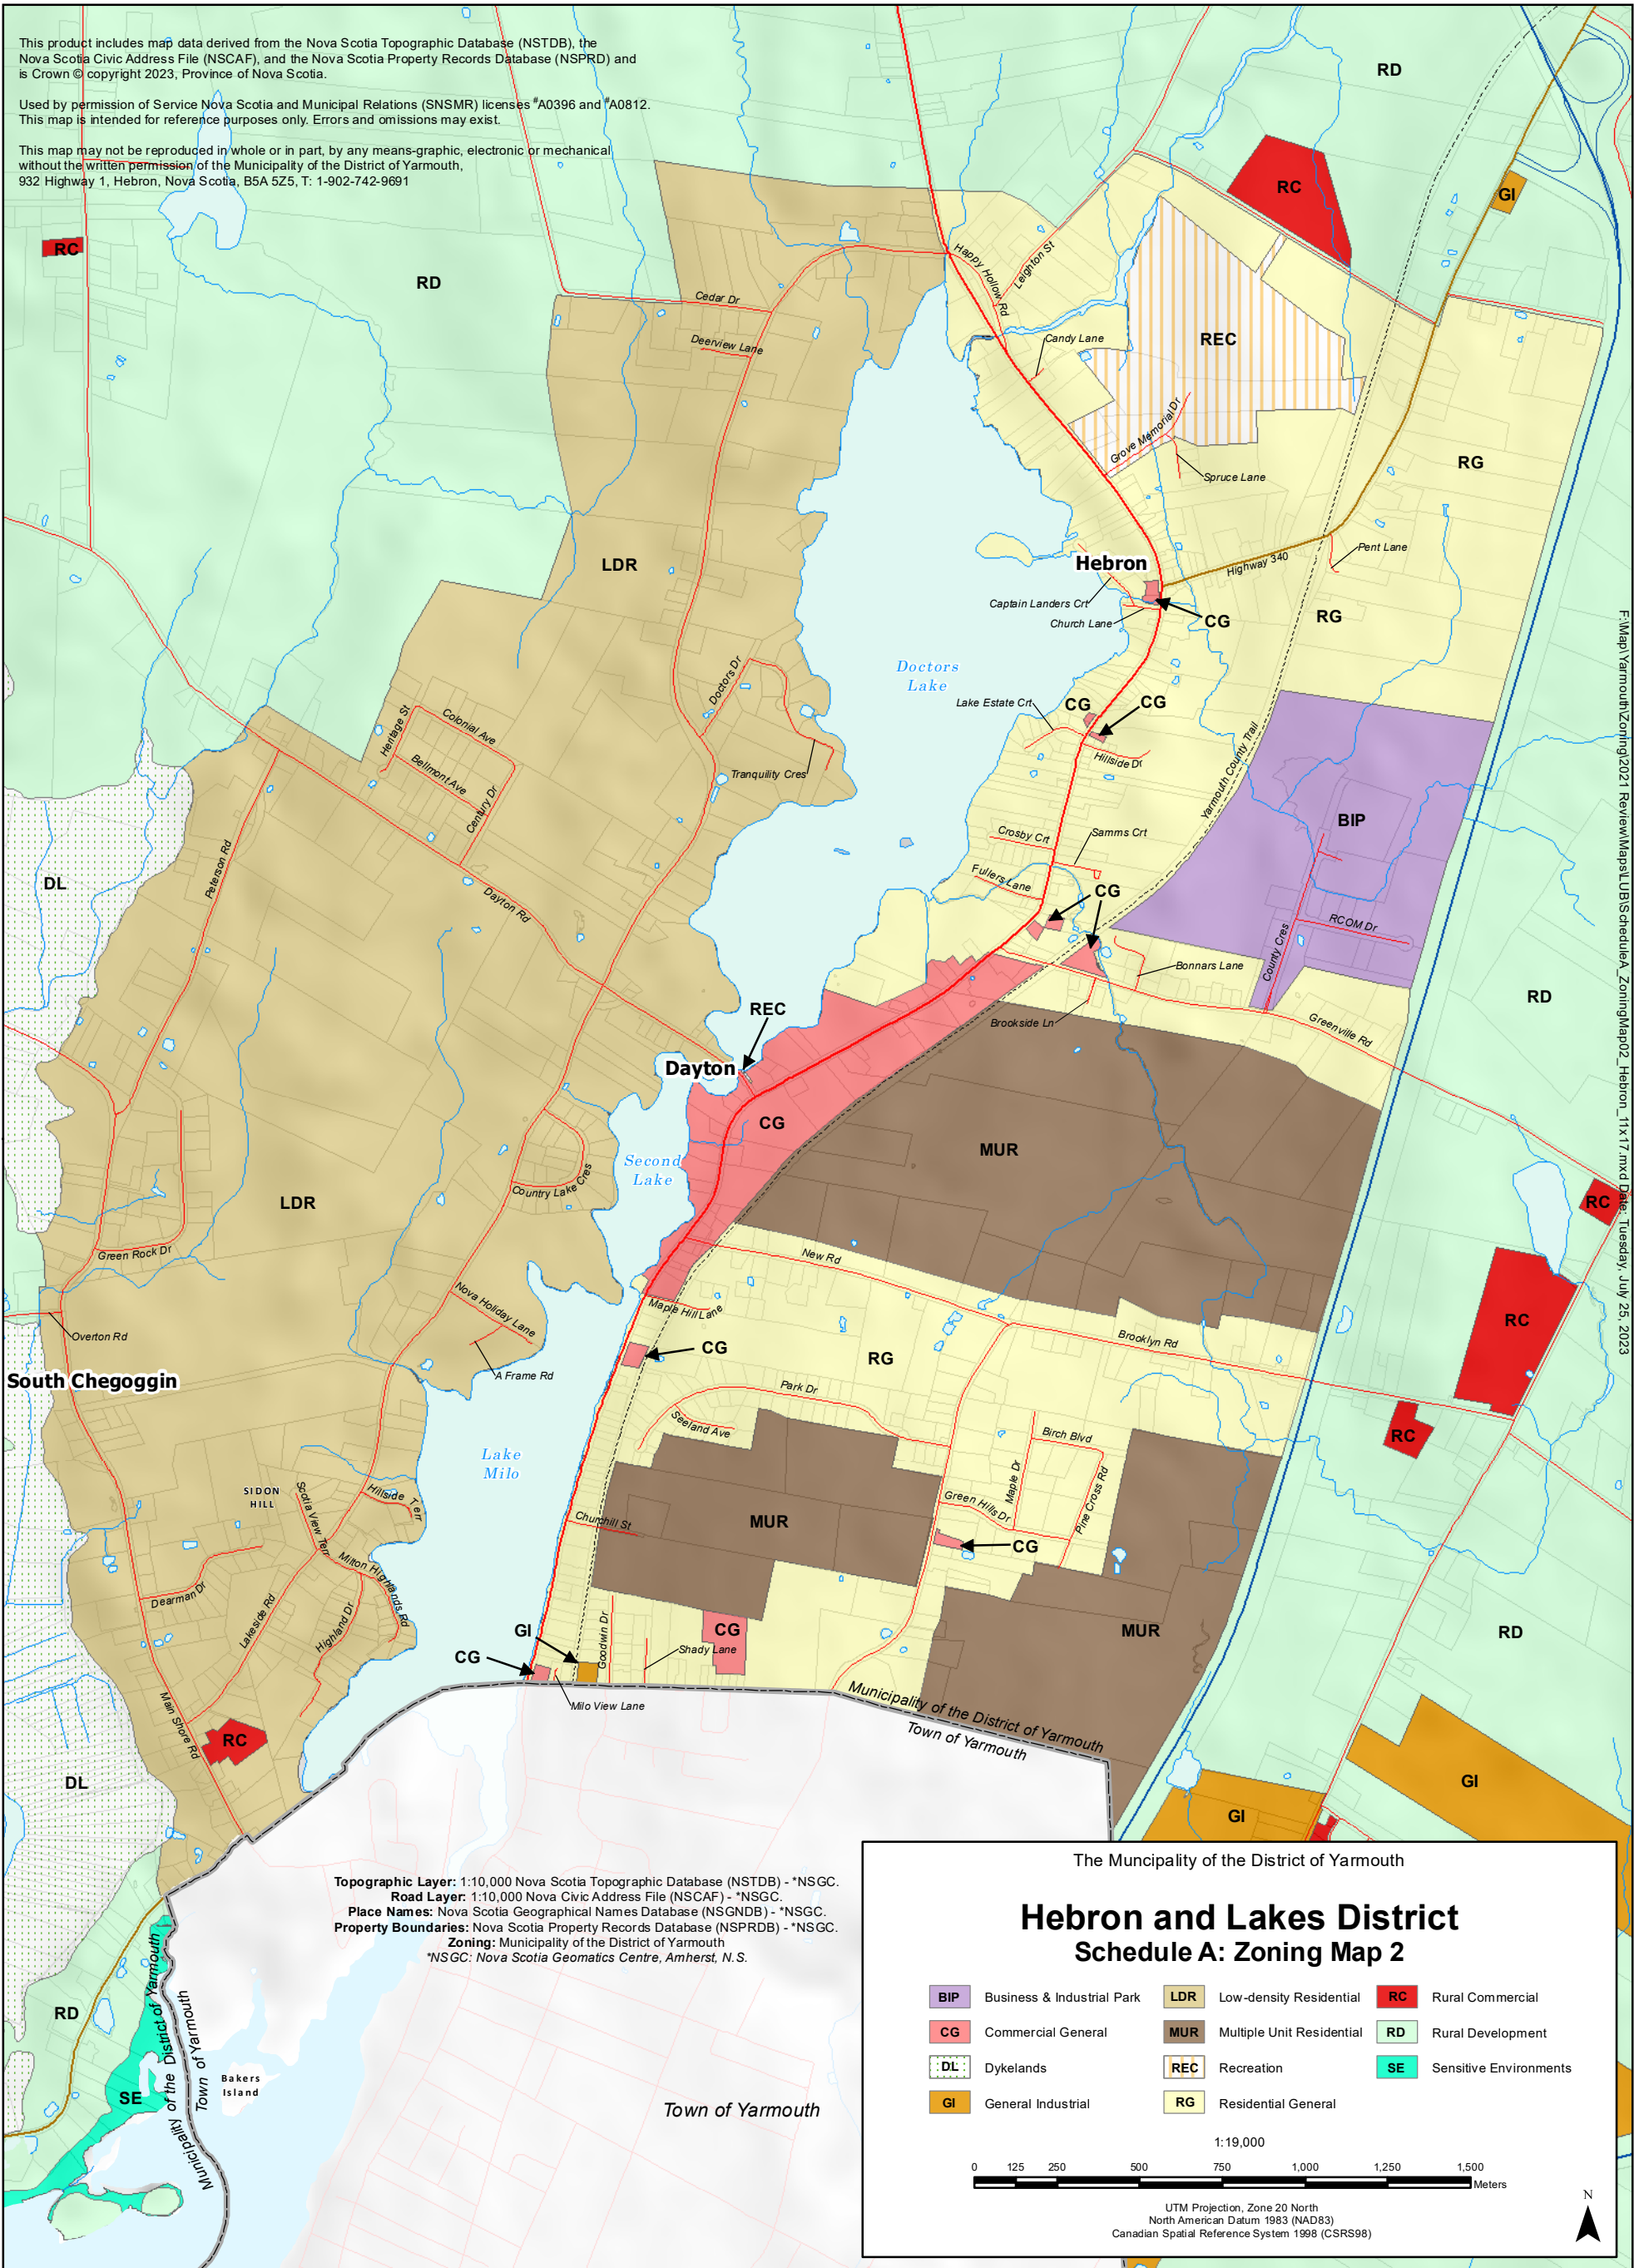 This product includes map data derived from the Nova Scotia Topographic Database (NSTDB), the
Nova Scotia Civic Address File (NSCAF), and the Nova Scotia Property Records Database (NSPRD) and
is Crown © copyright 2023, Province of Nova Scotia.
Used by permission of Service Nova Scotia and Municipal Relations (SNSMR) licenses #A0396 and #A0812.
This map is intended for reference purposes only. Errors and omissions may exist.
This map may not be reproduced in whole or in part, by any means-graphic, electronic or mechanical
without the written permission of the Municipality of the District of Yarmouth,
932 Highway 1, Hebron, Nova Scotia, B5A 5Z5, T: 1-902-742-9691
RD
RC
GI
RC
RD
Happy Hollow Rd
Leighton St
Cedar Dr
Deerview Lane
Candy Lane
REC
Grove Memorial Dr
Spruce Lane
RG
LDR
Hebron
Highway 340
Pent Lane
Captain Landers Crt
Church Lane
CG
RG
Doctors
Lake
Doctors Dr
Lake Estate Crt
CG
CG
Hillside Dr
Heritage St
Colonial Ave
Bellmont Ave
Century Dr
Tranquility Cres
Yarmouth County Trail
BIP
Crosby Crt
Samms Crt
Fullers Lane
CG
Peterson Rd
DL
Dayton Rd
RCOM Dr
County Cres
Bonnars Lane
Brookside Ln
Greenville Rd
RD
REC
Dayton
CG
MUR
Second
Lake
Country Lake Cres
LDR
Green Rock Dr
RC
New Rd
Nova Holiday Lane
Maple Hill Lane
Overton Rd
A Frame Rd
CG
RG
Brooklyn Rd
RC
South Chegoggin
Park Dr
Seeland Ave
Birch Blvd
RC
Lake
Milo
SIDON
HILL
Hillside Terr
Scotia View Terr
Maple Dr
Pine Cross Rd
Green Hills Dr
Churchill St
MUR
CG
Milton Highlands Rd
Dearman Dr
Lakeside Rd
Highland Dr
GI
CG
Goodwin Dr
CG
Shady Lane
MUR
RD
Milo View Lane
Main Shore Rd
RC
Municipality of the District of Yarmouth
Town of Yarmouth
DL
GI
GI
F:\Map\Yarmouth\Zoning\2021 Review\Maps\LUB\ScheduleA_ZoningMap02_Hebron_11x17.mxd Date: Tuesday, July 25, 2023
Topographic Layer: 1:10,000 Nova Scotia Topographic Database (NSTDB) - *NSGC.
Road Layer: 1:10,000 Nova Civic Address File (NSCAF) - *NSGC.
Place Names: Nova Scotia Geographical Names Database (NSGNDB) - *NSGC.
Property Boundaries: Nova Scotia Property Records Database (NSPRDB) - *NSGC.
Zoning: Municipality of the District of Yarmouth
*NSGC: Nova Scotia Geomatics Centre, Amherst, N.S.
RD
SE
Municipality of the District of Yarmouth
Town of Yarmouth
Bakers
Island
Town of Yarmouth
The Muncipality of the District of Yarmouth
Hebron and Lakes District
Schedule A: Zoning Map 2
BIP Business & Industrial Park
LDR Low-density Residential
RC Rural Commercial
CG Commercial General
MUR Multiple Unit Residential
RD Rural Development
DL Dykelands
REC Recreation
SE Sensitive Environments
GI General Industrial
RG Residential General
1:19,000
0 125 250 500 750 1,000 1,250 1,500
Meters
UTM Projection, Zone 20 North
North American Datum 1983 (NAD83)
Canadian Spatial Reference System 1998 (CSRS98)
N